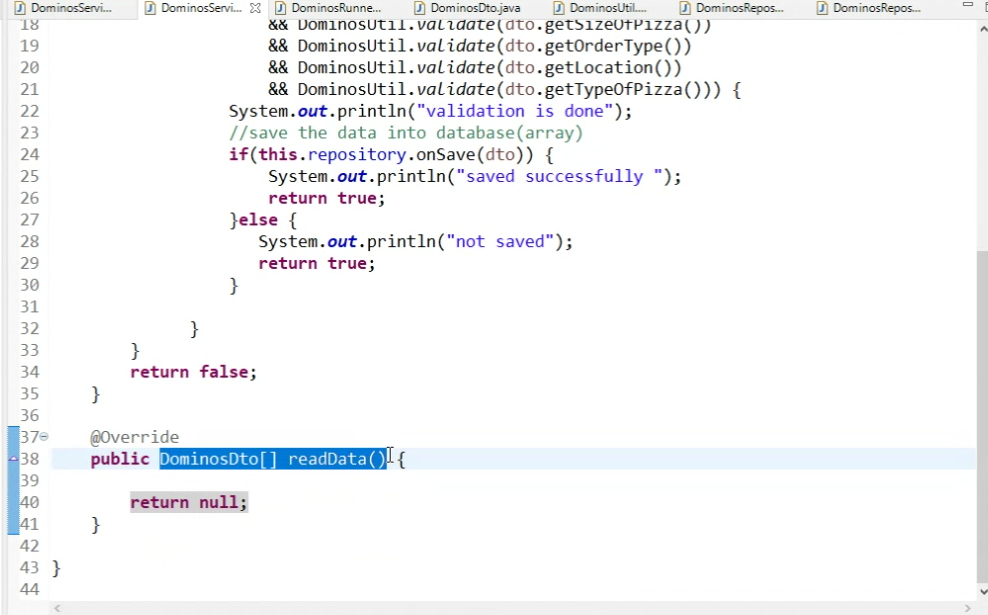 DominosServi... DominosServi... DominosRunne... DominosDto.java DominosUtil.... DominosRepos... DominosRepos...
18 && DominosUtil.validate(dto.getSizeOfPizza())
19 && DominosUtil.validate(dto.getOrderType())
20 && DominosUtil.validate(dto.getLocation())
21 && DominosUtil.validate(dto.getTypeOfPizza())) {
22 System.out.println("validation is done");
23 //save the data into database(array)
24 if(this.repository.onSave(dto)) {
25 System.out.println("saved successfully ");
26 return true;
27 }else {
28 System.out.println("not saved");
29 return true;
30 }
31
32 }
33 }
34 return false;
35 }
36
37 @Override
38 public DominosDto[] readData() {
39
40 return null;
41 }
42
43 }
44